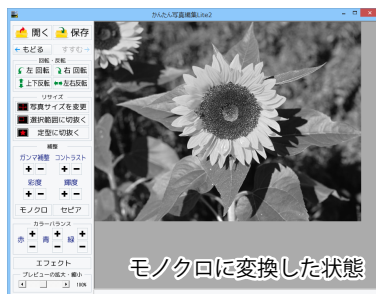 かんたん写真編集Lite2
開く 保存
←もどる すすむ→
回転・反転
左 回転 右 回転
上下反転 左右反転
リサイズ
写真サイズを変更
選択範囲に切抜く
定型に切抜く
補整
ガンマ補整 コントラスト
+ - + -
彩度 輝度
+ - + -
モノクロ セピア
カラーバランス
赤 + - 青 + - 緑 + -
エフェクト
プレビューの拡大・縮小
100%
モノクロに変換した状態